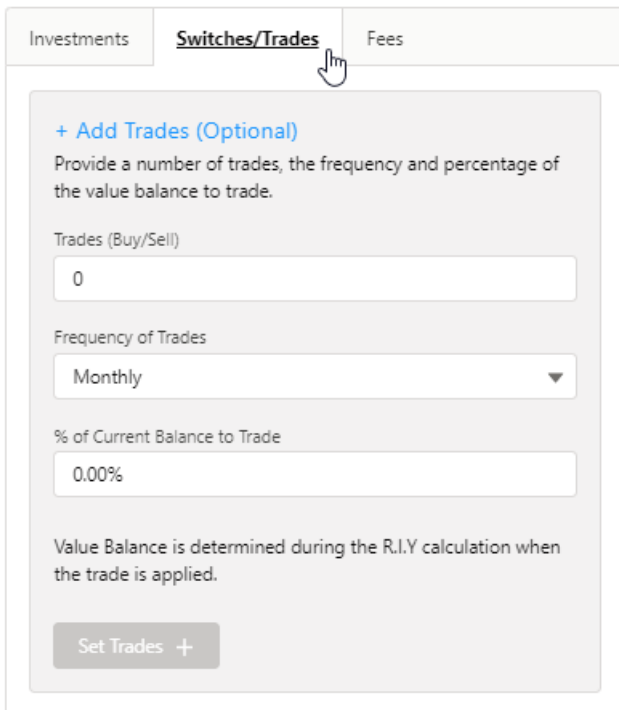 Investments
Switches/Trades
Fees
+ Add Trades (Optional)
Provide a number of trades, the frequency and percentage of
the value balance to trade.
Trades (Buy/Sell)
0
Frequency of Trades
Monthly
% of Current Balance to Trade
0.00%
Value Balance is determined during the R.I.Y calculation when
the trade is applied.
Set Trades +